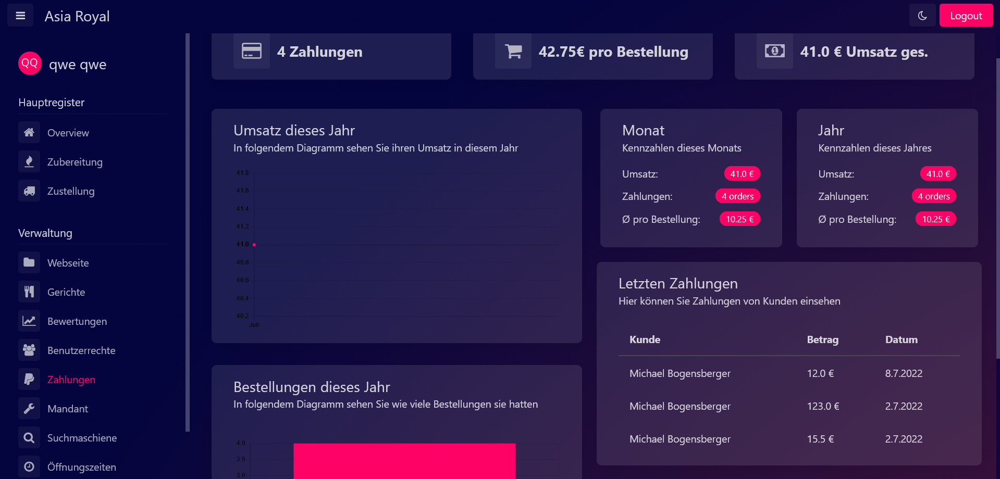 Asia Royal
Logout
QQ
qwe qwe
Hauptregister
Overview
Zubereitung
Zustellung
Verwaltung
Webseite
Gerichte
Bewertungen
Benutzerrechte
Zahlungen
Mandant
Suchmaschiene
Öffnungszeiten
4 Zahlungen
42.75€ pro Bestellung
1
41.0 € Umsatz ges.
Umsatz dieses Jahr
In folgendem Diagramm sehen Sie ihren Umsatz in diesem Jahr
41.8
41.6
41.4
41.2
41.0
40.8
40.6
40.4
40.2
Juli
Monat
Kennzahlen dieses Monats
Umsatz: 41.0 €
Zahlungen: 4 orders
Ø pro Bestellung: 10.25 €
Jahr
Kennzahlen dieses Jahres
Umsatz: 41.0 €
Zahlungen: 4 orders
Ø pro Bestellung: 10.25 €
Bestellungen dieses Jahr
In folgendem Diagramm sehen Sie wie viele Bestellungen sie hatten
4.0
3.5
3.0
Letzten Zahlungen
Hier können Sie Zahlungen von Kunden einsehen
Kunde Betrag Datum
Michael Bogensberger 12.0 € 8.7.2022
Michael Bogensberger 123.0 € 2.7.2022
Michael Bogensberger 15.5 € 2.7.2022